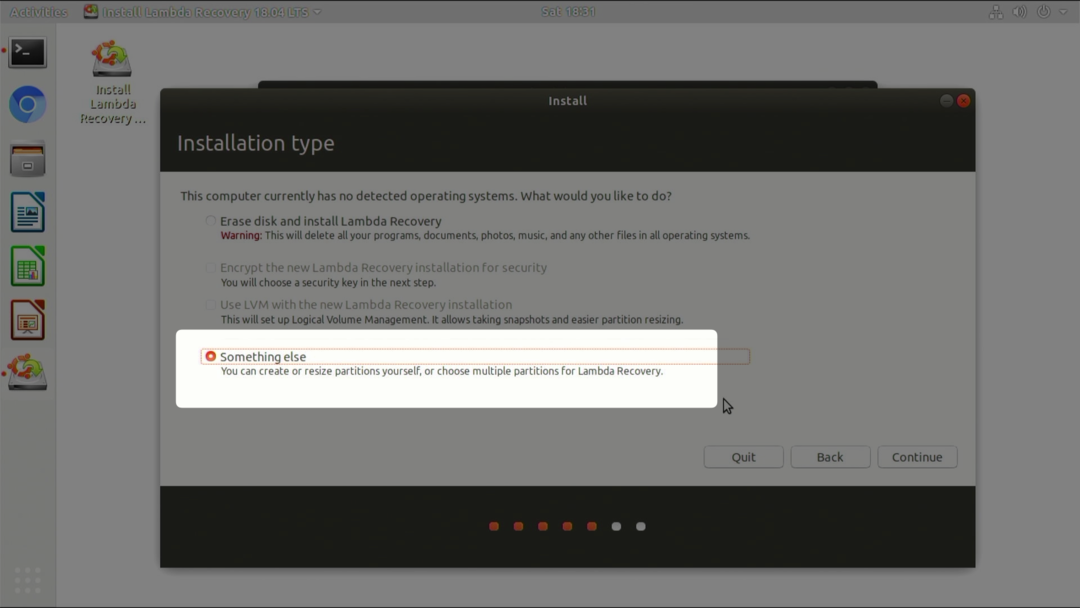 Activities
Install Lambda Recovery 18.04 LTS
Sat 18:31
Install
Lambda
Recovery ...
Install
Installation type
This computer currently has no detected operating systems. What would you like to do?
Erase disk and install Lambda Recovery
Warning: This will delete all your programs, documents, photos, music, and any other files in all operating systems.
Encrypt the new Lambda Recovery installation for security
You will choose a security key in the next step.
Use LVM with the new Lambda Recovery installation
This will set up Logical Volume Management. It allows taking snapshots and easier partition resizing.
Something else
You can create or resize partitions yourself, or choose multiple partitions for Lambda Recovery.
Quit
Back
Continue